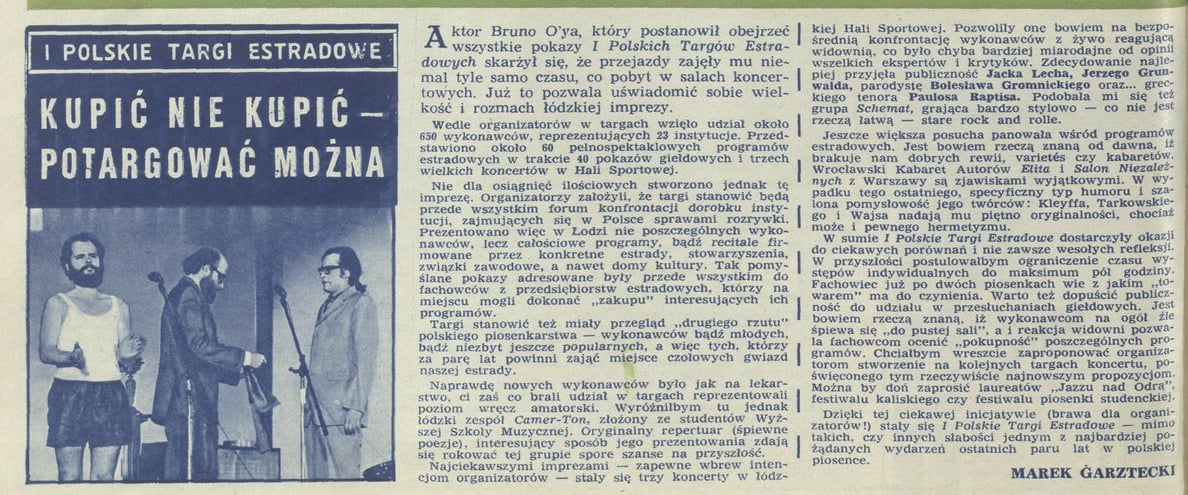 I POLSKIE TARGI ESTRADOWE
KUPIĆ NIE KUPIĆ –
POTARGOWAĆ MOŻNA
Aktor Bruno O'ya, który postanowił obejrzeć
wszystkie pokazy I Polskich Targów Estra-
dowych skarżył się, że przejazdy zajęły mu nie-
mal tyle samo czasu, co pobyt w salach koncer-
towych. Już to pozwala uświadomić sobie wiel-
kość i rozmach łódzkiej imprezy.
Wedle organizatorów w targach wzięło udział około
650 wykonawców, reprezentujących 23 instytucje. Przed-
stawiono około 60 pełnospektaklowych programów
estradowych w trakcie 40 pokazów giełdowych i trzech
wielkich koncertów w Hali Sportowej.
Nie dla osiągnięć ilościowych stworzono jednak tę
imprezę. Organizatorzy założyli, że targi stanowić będą
przede wszystkim forum konfrontacji dorobku insty-
tucji, zajmujących się w Polsce sprawami rozrywki.
Prezentowano więc w Łodzi nie poszczególnych wyko-
nawców, lecz całościowe programy, bądź recitale fir-
mowane przez konkretne estrady, stowarzyszenia,
związki zawodowe, a nawet domy kultury. Tak pomy-
ślane pokazy adresowane były przede wszystkim do
fachowców z przedsiębiorstw estradowych, którzy na
miejscu mogli dokonać „zakupu” interesujących ich
programów.
Targi stanowić też miały przegląd „drugiego rzutu”
polskiego piosenkarstwa — wykonawców bądź młodych,
bądź niezbyt jeszcze popularnych, a więc tych, którzy
za parę lat powinni zająć miejsce czołowych gwiazd
naszej estrady.
Naprawdę nowych wykonawców było jak na lekar-
stwo, ci zaś co brali udział w targach reprezentowali
poziom wręcz amatorski. Wyróżniłbym tu jednak
łódzki zespół Camer-Ton, złożony ze studentów Wyż-
szej Szkoły Muzycznej. Oryginalny repertuar (śpiewne
poezje), interesujący sposób jego prezentowania zdają
się rokować tej grupie spore szanse na przyszłość.
Najciekawszymi imprezami — zapewne wbrew inten-
cjom organizatorów — stały się trzy koncerty w łódz-
kiej Hali Sportowej. Pozwoliły one bowiem na bezpo-
średnią konfrontację wykonawców z żywo reagującą
widownią, co było chyba bardziej miarodajne od opinii
wszelkich ekspertów i krytyków. Zdecydowanie najle-
piej przyjęła publiczność Jacka Lecha, Jerzego Grun-
walda, parodystę Bolesława Gromnickiego oraz... grec-
kiego tenora Paulosa Raptisa. Podobała mi się też
grupa Schemat, grająca bardzo stylowo — co nie jest
rzeczą łatwą — stare rock and rolle.
Jeszcze większa posucha panowała wśród programów
estradowych. Jest bowiem rzeczą znaną od dawna, iż
brakuje nam dobrych rewii, varietés czy kabaretów.
Wrocławski Kabaret Autorów Elita i Salon Niezależ-
nych z Warszawy są zjawiskami wyjątkowymi. W wy-
padku tego ostatniego, specyficzny typ humoru i sza-
lona pomysłowość jego twórców: Kleyffa, Tarkowskie-
go i Wajsa nadają mu piętno oryginalności, chociaż
może i pewnego hermetyzmu.
W sumie I Polskie Targi Estradowe dostarczyły okazji
do ciekawych porównań i nie zawsze wesołych refleksji.
W przyszłości postulowałbym ograniczenie czasu wy-
stępów indywidualnych do maksimum pół godziny.
Fachowiec już po dwóch piosenkach wie z jakim „to-
warem” ma do czynienia. Warto też dopuścić publicz-
ność do udziału w przesłuchaniach giełdowych. Jest
bowiem rzeczą znaną, iż wykonawcom na ogół źle
śpiewa się „do pustej sali”, a i reakcja widowni pozwa-
la fachowcom ocenić „pokupność” poszczególnych pro-
gramów. Chciałbym wreszcie zaproponować organiza-
torom stworzenie na kolejnych targach koncertu, po-
święconego tym rzeczywiście najnowszym propozycjom.
Można by doń zaprosić laureatów „Jazzu nad Odrą”,
festiwalu kaliskiego czy festiwalu piosenki studenckiej.
Dzięki tej ciekawej inicjatywie (brawa dla organi-
zatorów!) stały się I Polskie Targi Estradowe — mimo
takich, czy innych słabości jednym z najbardziej po-
żądanych wydarzeń ostatnich paru lat w polskiej
piosence.
MAREK GARZTECKI